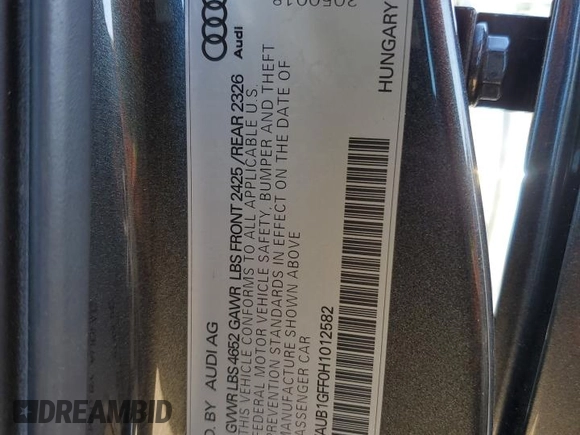 205001
Audi
HUNGARY
D. BY AUDI AG
GVWR LBS 4652 GAWR LBS FRONT 2425 /REAR 2326
THIS VEHICLE CONFORMS TO ALL APPLICABLE U.S.
FEDERAL MOTOR VEHICLE SAFETY, BUMPER AND THEFT
PREVENTION STANDARDS IN EFFECT ON THE DATE OF
MANUFACTURE SHOWN ABOVE
PASSENGER CAR
AUB1GFF0H1012582
DREAMBID